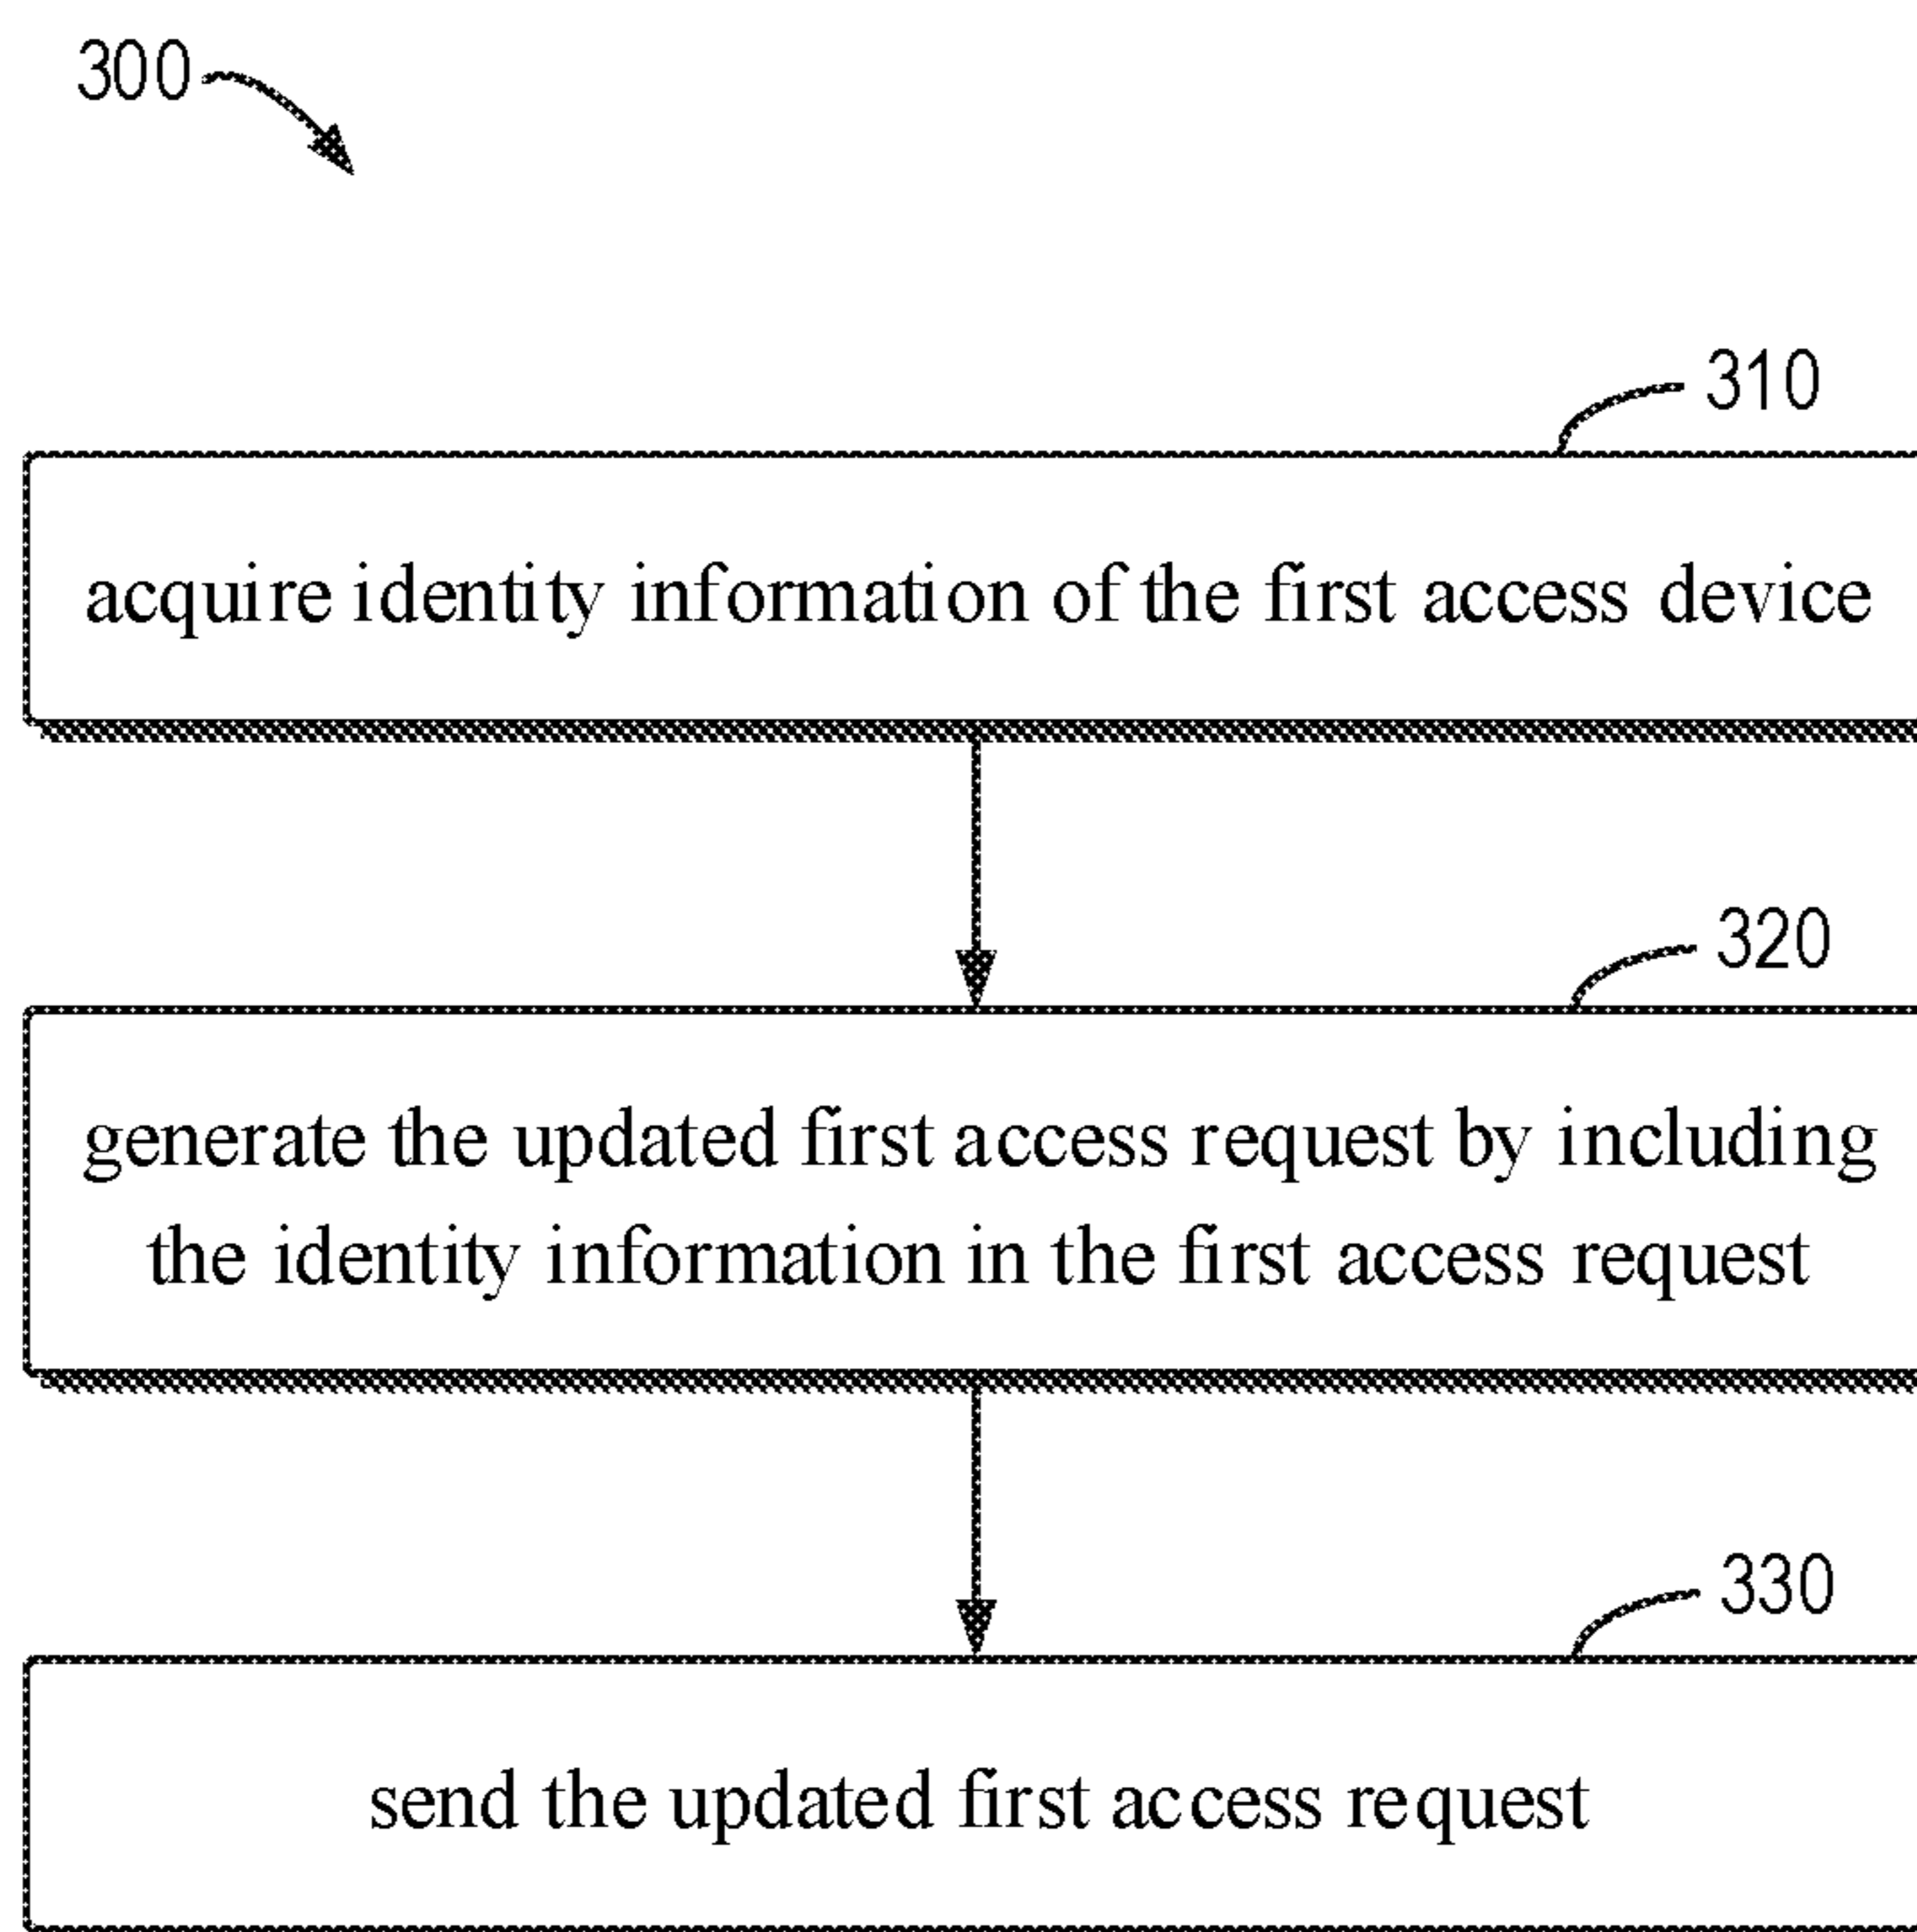 300
310
acquire identity information of the first access device
320
generate the updated first access request by including
the identity information in the first access request
330
send the updated first access request